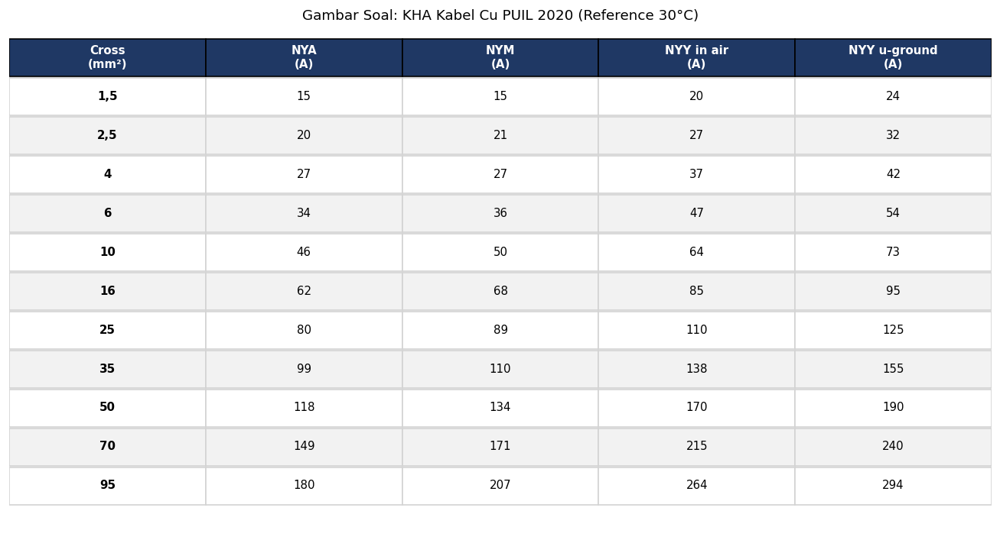 Gambar Soal: KHA Kabel Cu PUIL 2020 (Reference 30°C)
Cross (mm²) NYA (A) NYM (A) NYY in air (A) NYY u-ground (A)
1,5 15 15 20 24
2,5 20 21 27 32
4 27 27 37 42
6 34 36 47 54
10 46 50 64 73
16 62 68 85 95
25 80 89 110 125
35 99 110 138 155
50 118 134 170 190
70 149 171 215 240
95 180 207 264 294